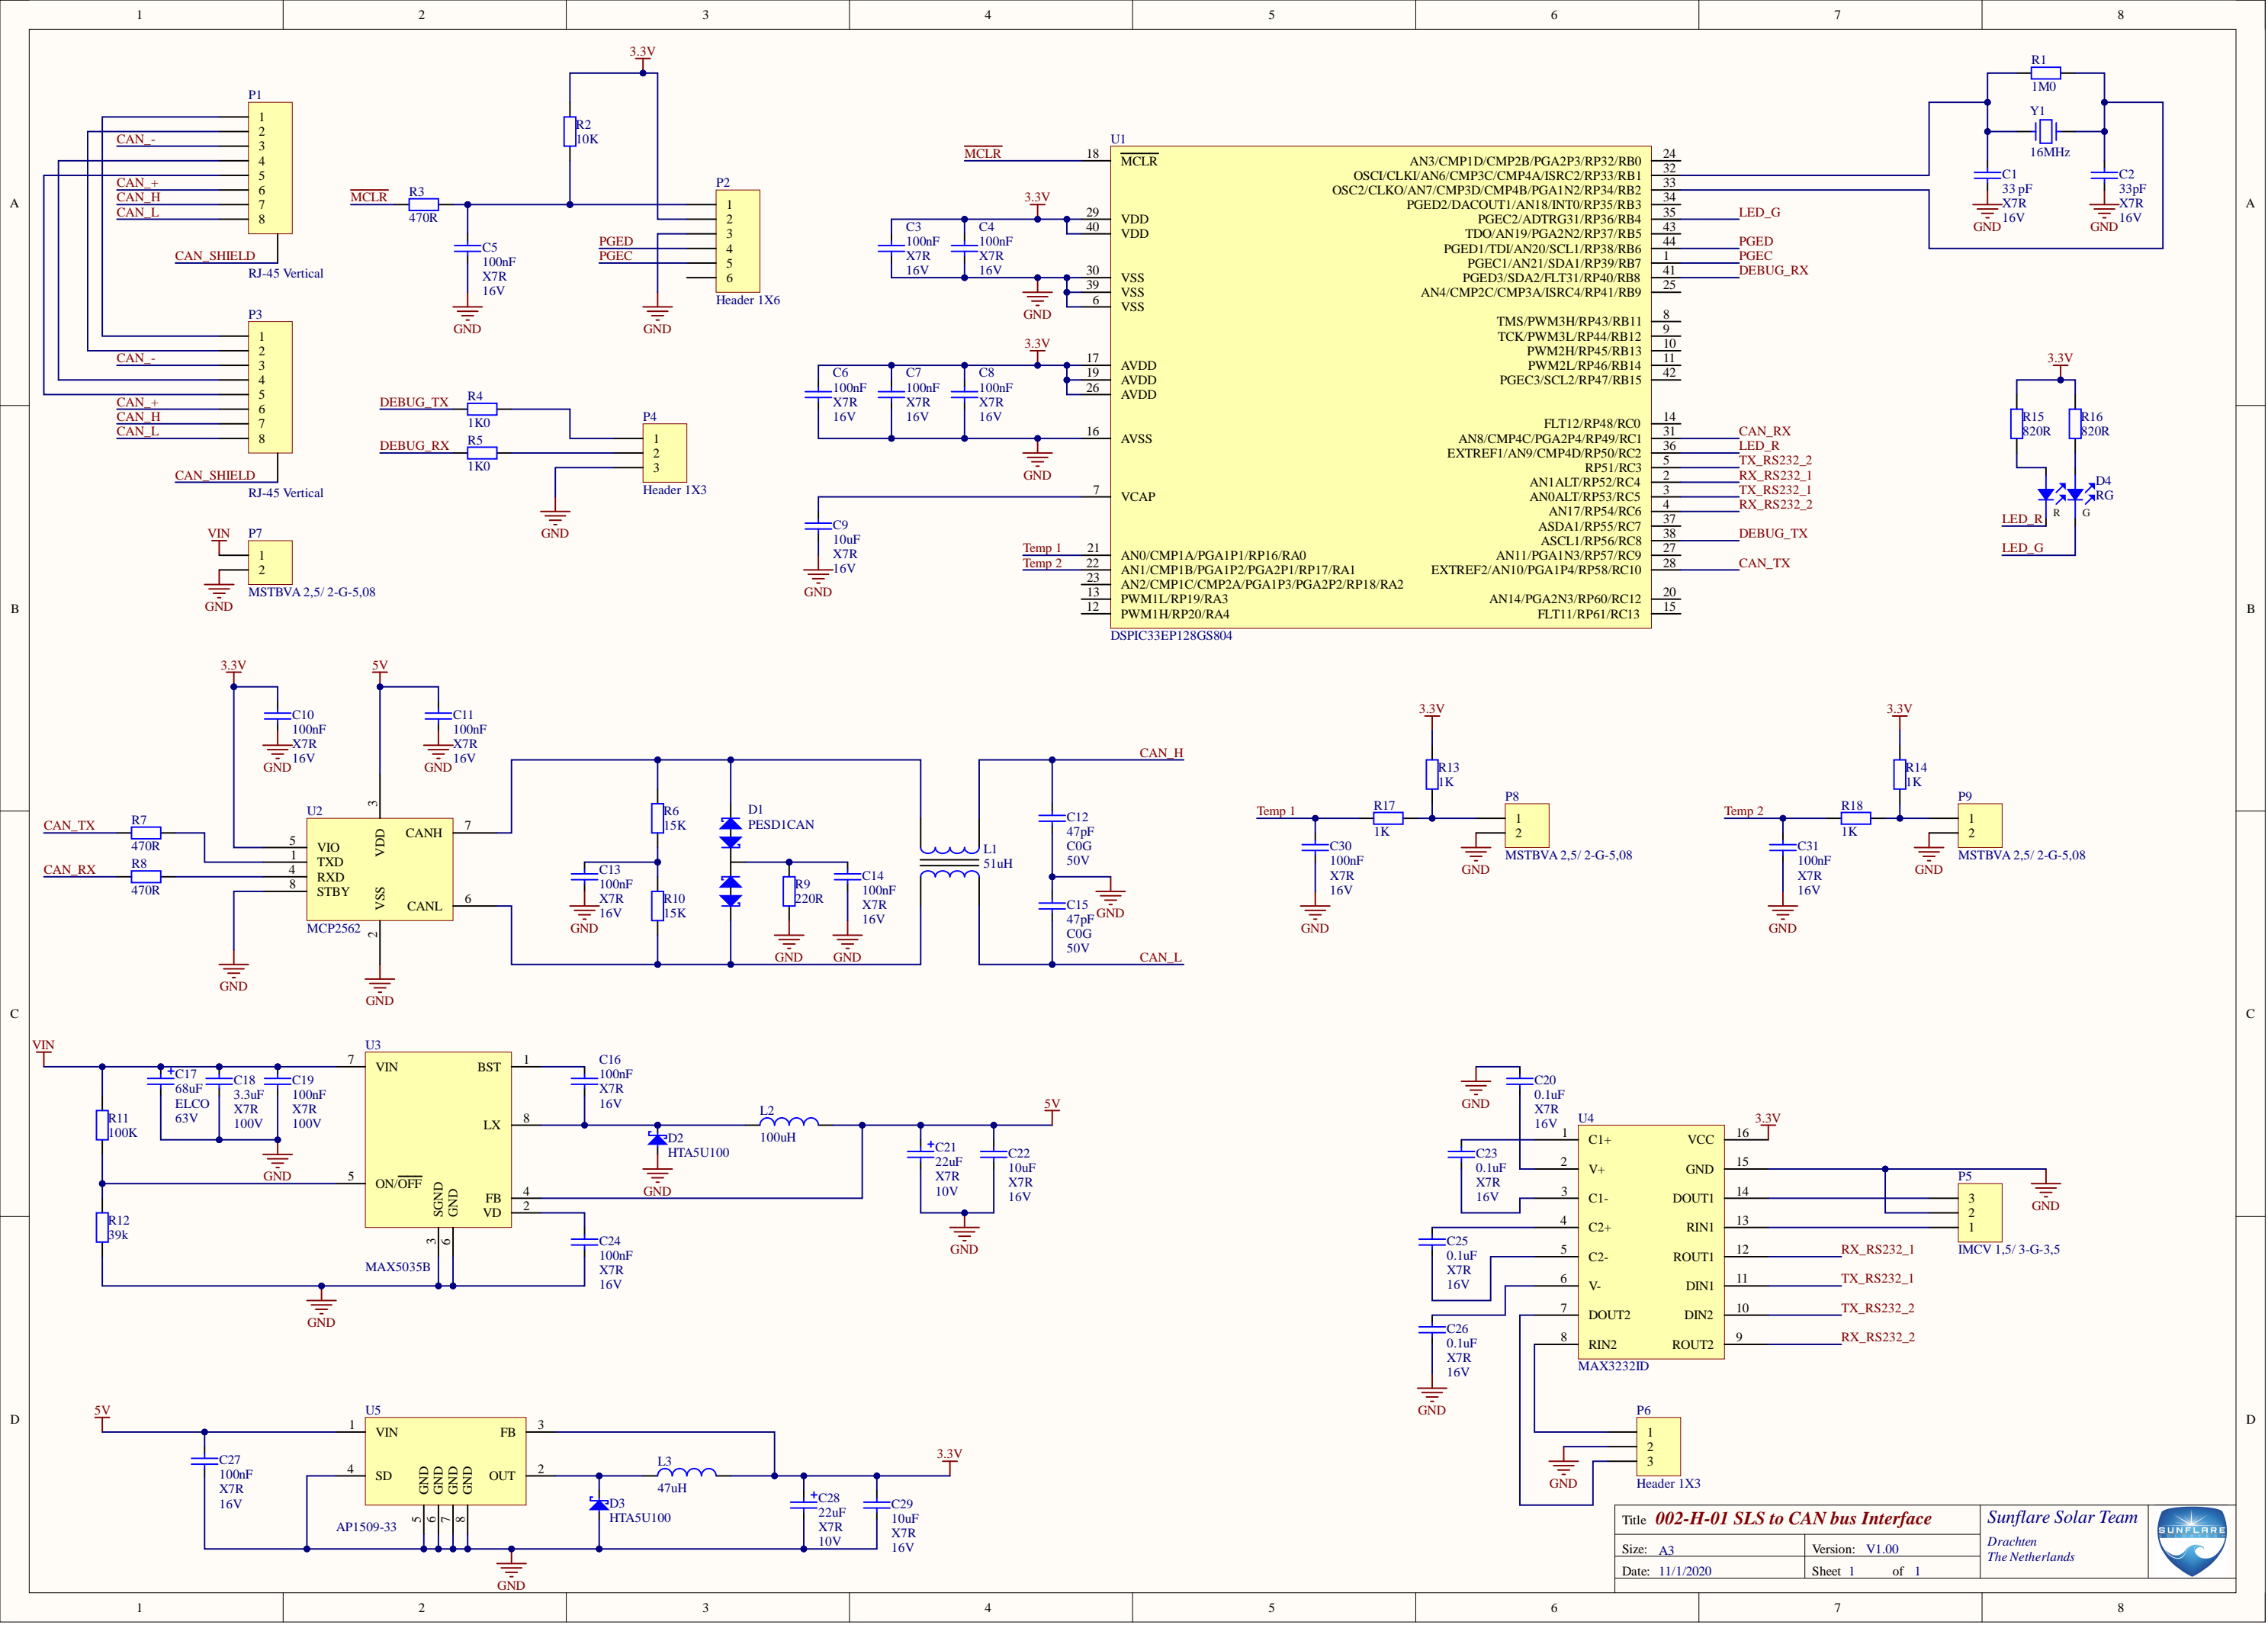 1 2 3 4 5 6 7 8
A
B
C
D
A
B
C
D
P1
1
2
3
4
5
6
7
8
CAN_-
CAN_+
CAN_H
CAN_L
CAN_SHIELD
RJ-45 Vertical
P3
1
2
3
4
5
6
7
8
CAN_-
CAN_+
CAN_H
CAN_L
CAN_SHIELD
RJ-45 Vertical
VIN
P7
1
2
GND
MSTBVA 2,5/ 2-G-5,08
3.3V
R2
10K
MCLR
R3
470R
C5
100nF
X7R
16V
GND
P2
1
2
3
4
5
6
PGED
PGEC
GND
Header 1X6
DEBUG_TX
R4
1K0
DEBUG_RX
R5
1K0
P4
1
2
3
GND
Header 1X3
MCLR
3.3V
C3
100nF
X7R
16V
C4
100nF
X7R
16V
GND
3.3V
C6
100nF
X7R
16V
C7
100nF
X7R
16V
C8
100nF
X7R
16V
GND
C9
10uF
X7R
16V
GND
Temp 1
Temp 2
U1
18 MCLR
29 VDD
40 VDD
30 VSS
39 VSS
6 VSS
17 AVDD
19 AVDD
26 AVDD
16 AVSS
7 VCAP
21 AN0/CMP1A/PGA1P1/RP16/RA0
22 AN1/CMP1B/PGA1P2/PGA2P1/RP17/RA1
23 AN2/CMP1C/CMP2A/PGA1P3/PGA2P2/RP18/RA2
13 PWM1L/RP19/RA3
12 PWM1H/RP20/RA4
AN3/CMP1D/CMP2B/PGA2P3/RP32/RB0 24
OSCI/CLKI/AN6/CMP3C/CMP4A/ISRC2/RP33/RB1 32
OSC2/CLKO/AN7/CMP3D/CMP4B/PGA1N2/RP34/RB2 33
PGED2/DACOUT1/AN18/INT0/RP35/RB3 34
PGEC2/ADTRG31/RP36/RB4 35 LED_G
TDO/AN19/PGA2N2/RP37/RB5 43
PGED1/TDI/AN20/SCL1/RP38/RB6 44 PGED
PGEC1/AN21/SDA1/RP39/RB7 1 PGEC
PGED3/SDA2/FLT31/RP40/RB8 41 DEBUG_RX
AN4/CMP2C/CMP3A/ISRC4/RP41/RB9 25
TMS/PWM3H/RP43/RB11 8
TCK/PWM3L/RP44/RB12 9
PWM2H/RP45/RB13 10
PWM2L/RP46/RB14 11
PGEC3/SCL2/RP47/RB15 42
FLT12/RP48/RC0 14
AN8/CMP4C/PGA2P4/RP49/RC1 31 CAN_RX
EXTREF1/AN9/CMP4D/RP50/RC2 36 LED_R
RP51/RC3 5 TX_RS232_2
AN1ALT/RP52/RC4 2 RX_RS232_1
AN0ALT/RP53/RC5 3 TX_RS232_1
AN17/RP54/RC6 4 RX_RS232_2
ASDA1/RP55/RC7 37
ASCL1/RP56/RC8 38 DEBUG_TX
AN11/PGA1N3/RP57/RC9 27
EXTREF2/AN10/PGA1P4/RP58/RC10 28 CAN_TX
AN14/PGA2N3/RP60/RC12 20
FLT11/RP61/RC13 15
DSPIC33EP128GS804
R1
1M0
Y1
16MHz
C1
33 pF
X7R
16V
GND
C2
33pF
X7R
16V
GND
3.3V
R15
820R
R16
820R
D4
RG
R
G
LED_R
LED_G
3.3V
C10
100nF
X7R
16V
GND
5V
C11
100nF
X7R
16V
GND
CAN_TX
R7
470R
CAN_RX
R8
470R
GND
U2
5 VIO
1 TXD
4 RXD
8 STBY
3 VDD
2 VSS
CANH 7
CANL 6
MCP2562
GND
R6
15K
C13
100nF
X7R
16V
GND
R10
15K
D1
PESD1CAN
R9
220R
GND
C14
100nF
X7R
16V
GND
L1
51uH
C12
47pF
C0G
50V
GND
C15
47pF
C0G
50V
CAN_H
CAN_L
3.3V
R13
1K
Temp 1
R17
1K
C30
100nF
X7R
16V
GND
P8
1
2
GND
MSTBVA 2,5/ 2-G-5,08
3.3V
R14
1K
Temp 2
R18
1K
C31
100nF
X7R
16V
GND
P9
1
2
GND
MSTBVA 2,5/ 2-G-5,08
VIN
R11
100K
R12
39k
C17
68uF
ELCO
63V
C18
3.3uF
X7R
100V
C19
100nF
X7R
100V
GND
U3
7 VIN
5 ON/OFF
3 SGND
6 GND
BST 1
LX 8
FB 4
VD 2
MAX5035B
GND
C16
100nF
X7R
16V
D2
HTA5U100
GND
L2
100uH
C24
100nF
X7R
16V
C21
22uF
X7R
10V
C22
10uF
X7R
16V
5V
GND
5V
C27
100nF
X7R
16V
U5
1 VIN
4 SD
GND GND GND GND
5 6 7 8
FB 3
OUT 2
AP1509-33
GND
D3
HTA5U100
L3
47uH
C28
22uF
X7R
10V
C29
10uF
X7R
16V
3.3V
GND
C20
0.1uF
X7R
16V
C23
0.1uF
X7R
16V
C25
0.1uF
X7R
16V
C26
0.1uF
X7R
16V
GND
U4
1 C1+
2 V+
3 C1-
4 C2+
5 C2-
6 V-
7 DOUT2
8 RIN2
VCC 16 3.3V
GND 15
DOUT1 14
RIN1 13
ROUT1 12 RX_RS232_1
DIN1 11 TX_RS232_1
DIN2 10 TX_RS232_2
ROUT2 9 RX_RS232_2
MAX3232ID
P5
3
2
1
GND
IMCV 1,5/ 3-G-3,5
P6
1
2
3
GND
Header 1X3
Title 002-H-01 SLS to CAN bus Interface
Size: A3
Version: V1.00
Date: 11/1/2020
Sheet 1 of 1
Sunflare Solar Team
Drachten
The Netherlands
SUNFLARE
1 2 3 4 5 6 7 8